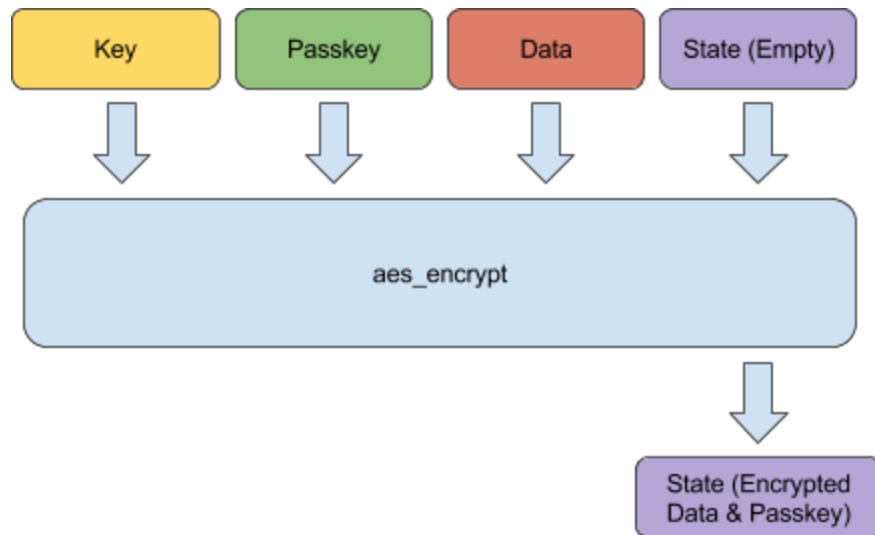 Key
Passkey
Data
State (Empty)
aes_encrypt
State (Encrypted
Data & Passkey)